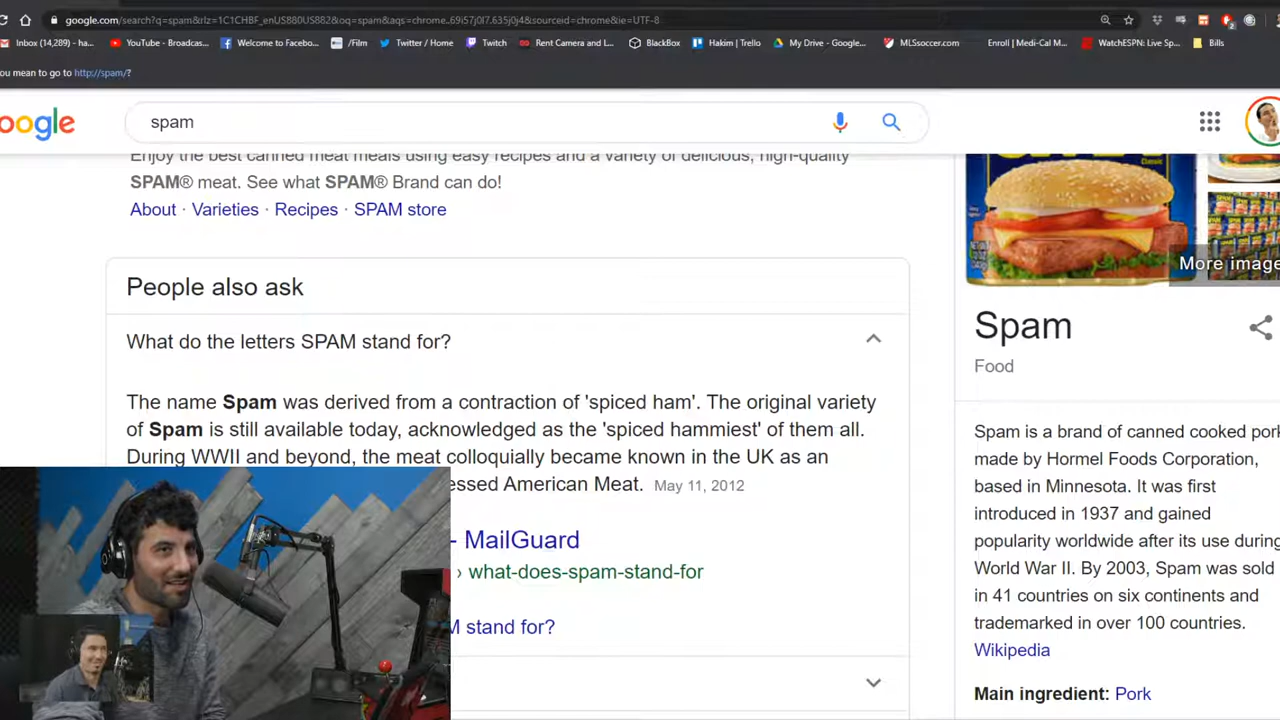 google.com/search?q=spam&rlz=1C1CHBF_enUS880US882&oq=spam&aqs=chrome..69i57j0l7.635j0j4&sourceid=chrome&ie=UTF-8
Inbox (14,289) - ha... YouTube - Broadcas... Welcome to Facebo... /Film Twitter / Home Twitch Rent Camera and L... BlackBox Hakim | Trello My Drive - Google... MLSsoccer.com Enroll | Medi-Cal M... WatchESPN: Live Sp... Bills
you mean to go to http://spam/?
oogle
spam
Enjoy the best canned meat meals using easy recipes and a variety of delicious, high-quality
SPAM® meat. See what SPAM® Brand can do!
About · Varieties · Recipes · SPAM store
People also ask
What do the letters SPAM stand for?
The name Spam was derived from a contraction of 'spiced ham'. The original variety
of Spam is still available today, acknowledged as the 'spiced hammiest' of them all.
During WWII and beyond, the meat colloquially became known in the UK as an
essed American Meat. May 11, 2012
- MailGuard
› what-does-spam-stand-for
M stand for?
Classic
More image
Spam
Food
Spam is a brand of canned cooked pork
made by Hormel Foods Corporation,
based in Minnesota. It was first
introduced in 1937 and gained
popularity worldwide after its use during
World War II. By 2003, Spam was sold
in 41 countries on six continents and
trademarked in over 100 countries.
Wikipedia
Main ingredient: Pork